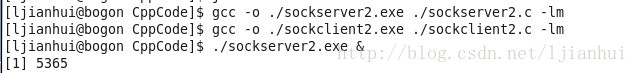 [ljianhui@bogon CppCode]$ gcc -o ./sockserver2.exe ./sockserver2.c -lm
[ljianhui@bogon CppCode]$ gcc -o ./sockclient2.exe ./sockclient2.c -lm
[ljianhui@bogon CppCode]$ ./sockserver2.exe &
http://blog.csdn.net/ljianhui
[1] 5365